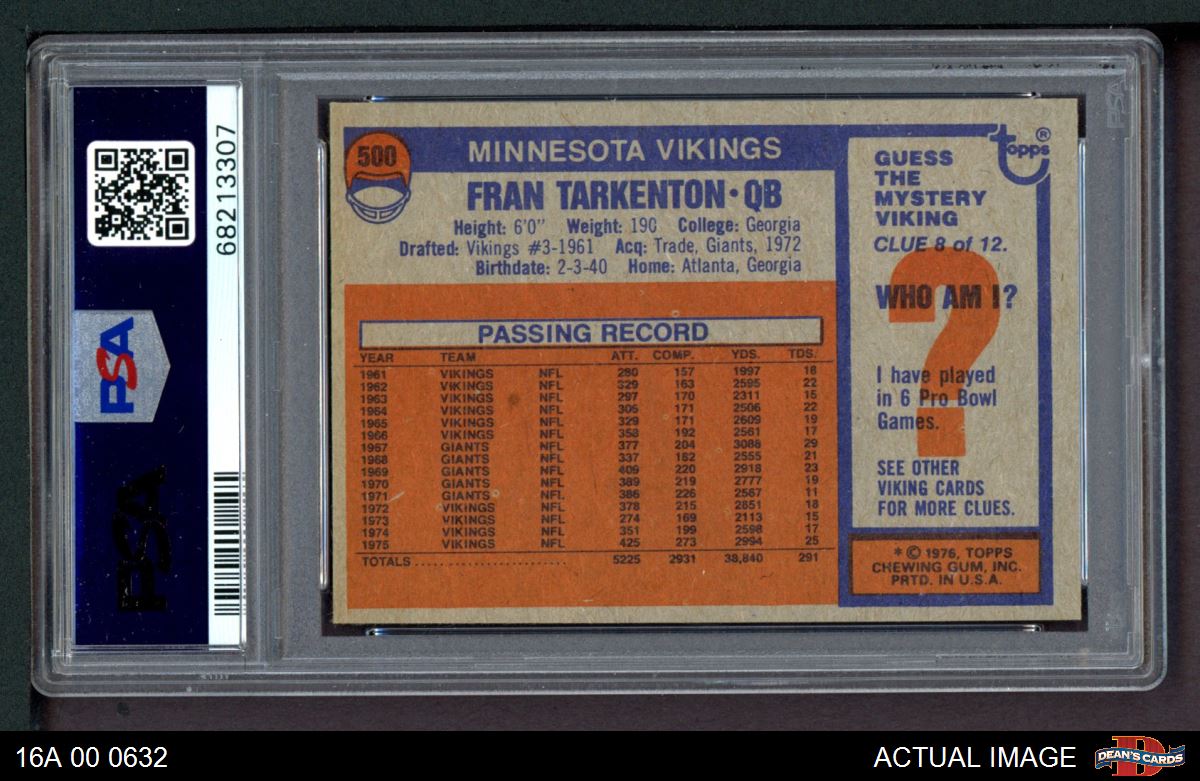 PSA
68213307
PSA
500
MINNESOTA VIKINGS
FRAN TARKENTON • QB
Height: 6'0" Weight: 190 College: Georgia
Drafted: Vikings #3-1961 Acq: Trade, Giants, 1972
Birthdate: 2-3-40 Home: Atlanta, Georgia
PASSING RECORD
YEAR TEAM ATT. COMP. YDS. TDS.
1961 VIKINGS NFL 280 157 1997 18
1962 VIKINGS NFL 329 163 2595 22
1963 VIKINGS NFL 297 170 2311 15
1964 VIKINGS NFL 306 171 2506 22
1965 VIKINGS NFL 329 171 2609 19
1966 VIKINGS NFL 358 192 2561 17
1967 GIANTS NFL 377 204 3088 29
1968 GIANTS NFL 337 182 2555 21
1969 GIANTS NFL 409 220 2918 23
1970 GIANTS NFL 389 219 2777 19
1971 GIANTS NFL 386 226 2567 11
1972 VIKINGS NFL 378 215 2651 18
1973 VIKINGS NFL 274 169 2113 15
1974 VIKINGS NFL 351 199 2598 17
1975 VIKINGS NFL 425 273 2994 25
TOTALS .......................... 5225 2931 38,840 291
topps®
GUESS
THE
MYSTERY
VIKING
CLUE 8 of 12.
WHO AM I?
?
I have played
in 6 Pro Bowl
Games.
SEE OTHER
VIKING CARDS
FOR MORE CLUES.
* © 1976, TOPPS
CHEWING GUM, INC.
PRTD. IN U.S.A.
PSA
16A 00 0632
ACTUAL IMAGE
D
DEAN'S CARDS